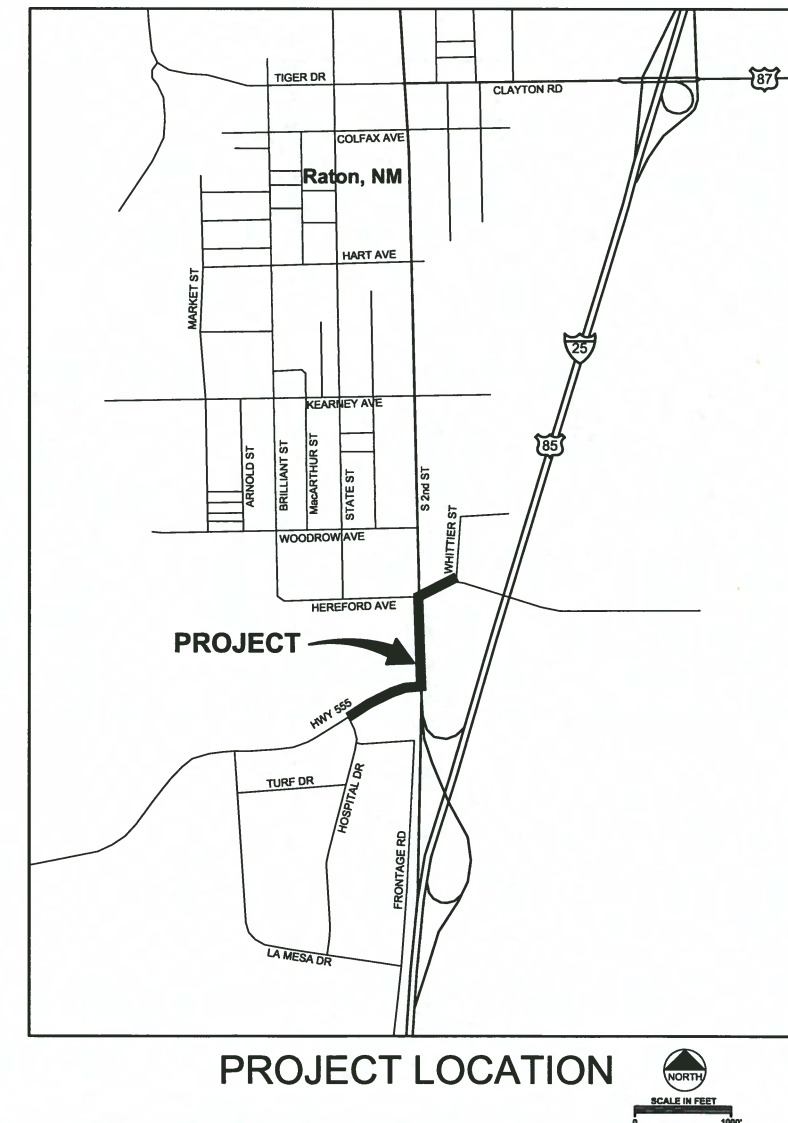 TIGER DR
87
CLAYTON RD
COLFAX AVE
Raton, NM
HART AVE
MARKET ST
25
KEARNEY AVE
85
ARNOLD ST
BRILLIANT ST
MacARTHUR ST
STATE ST
S 2nd ST
WHITTIER ST
WOODROW AVE
HEREFORD AVE
PROJECT
HWY 555
TURF DR
HOSPITAL DR
FRONTAGE RD
LA MESA DR
PROJECT LOCATION
NORTH
SCALE IN FEET
0 1000'